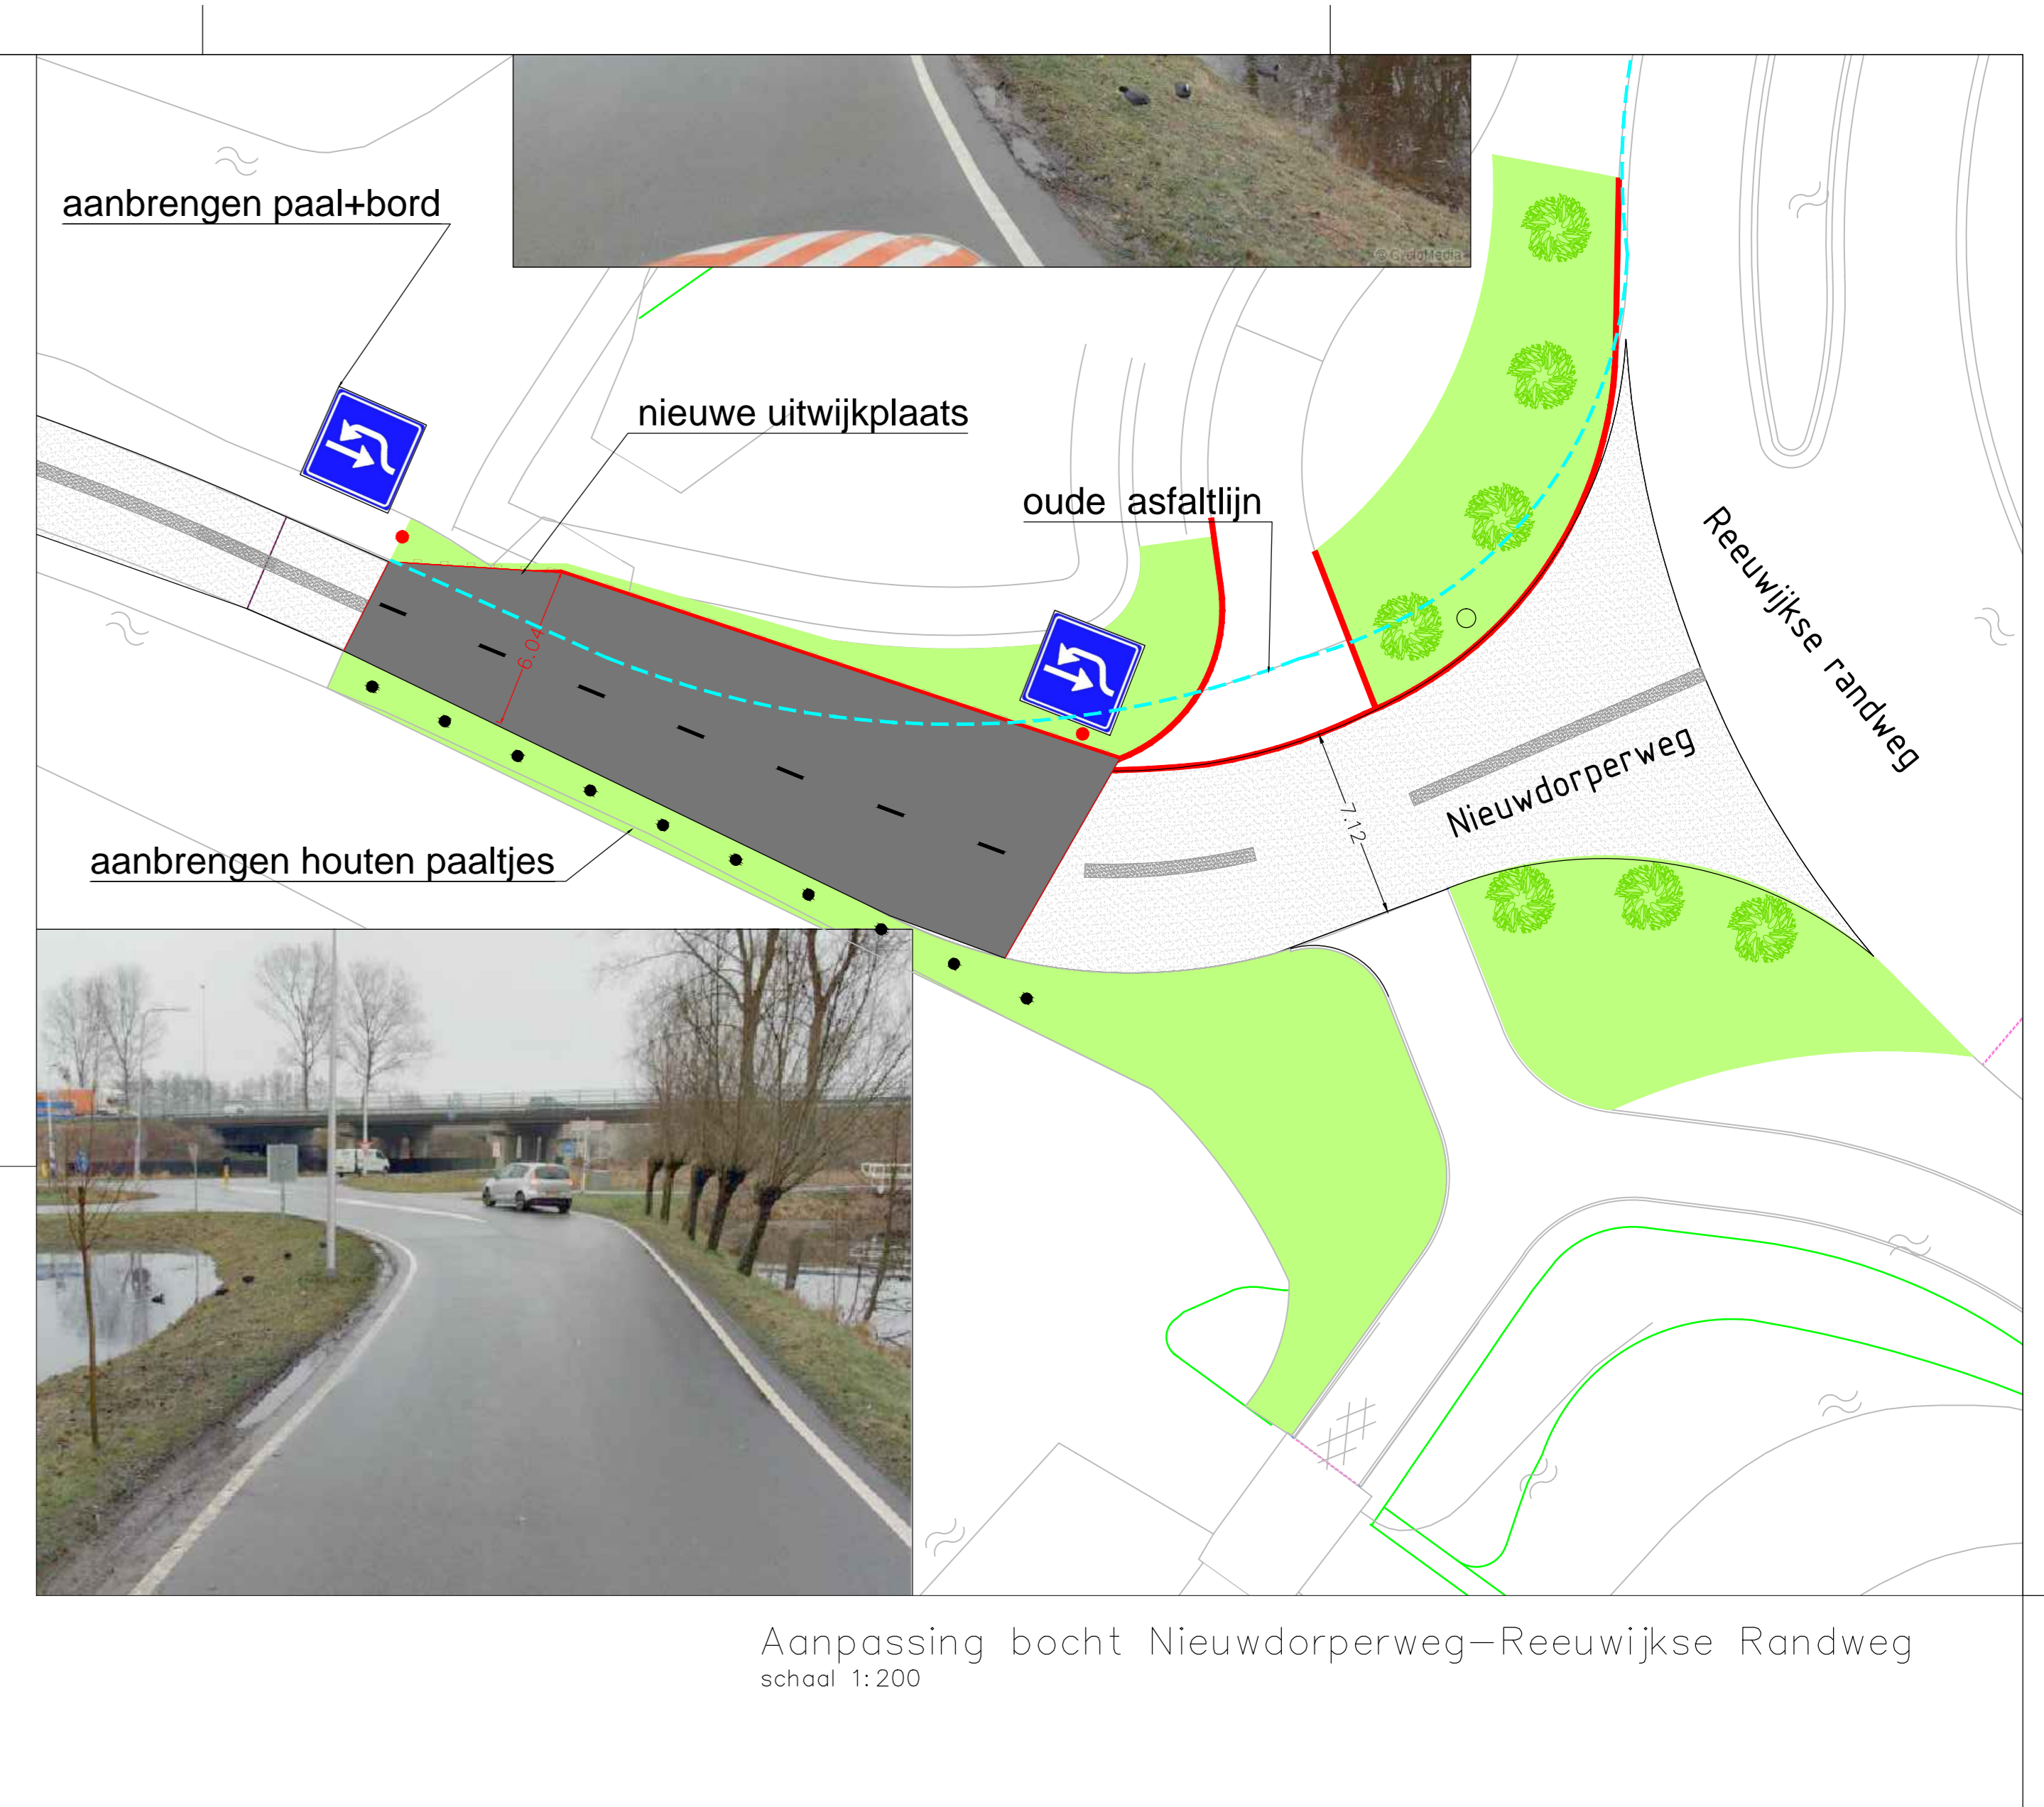 © CycloMedia
aanbrengen paal+bord
nieuwe uitwijkplaats
oude asfaltlijn
6.04
7.12
Reeuwijkse randweg
Nieuwdorperweg
aanbrengen houten paaltjes
Aanpassing bocht Nieuwdorperweg–Reeuwijkse Randweg
schaal 1:200